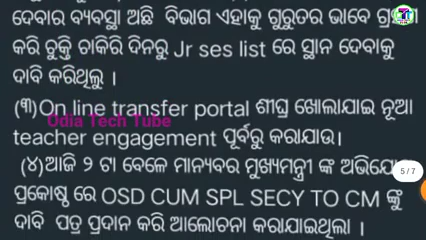 ଦେବାର ବ୍ୟବସ୍ଥା ଅଛି ବିଭାଗ ଏହାକୁ ଗୁରୁତର ଭାବେ
କରି ଚୁକ୍ତି ଚାକିରି ଦିନରୁ Jr ses list ରେ ସ୍ଥାନ ଦେବାକୁ
ଦାବି କରିଥିଲୁ ।
(୩)On line transfer portal ଶୀଘ୍ର ଖୋଲାଯାଇ ନୂଆ
Odia Tech Tube
teacher engagement ପୂର୍ବରୁ କରାଯାଉ।
(୪)ଆଜି ୨ ଟା ବେଳେ ମାନ୍ୟବର ମୁଖ୍ୟମନ୍ତ୍ରୀ ଙ୍କ
5/7
ପ୍ରକୋଷ୍ଠ ରେ OSD CUM SPL SECY TO CM ଙ୍କୁ
ଦାବି ପତ୍ର ପ୍ରଦାନ କରି ଆଲୋଚନା କରାଯାଇଥିଲା ।